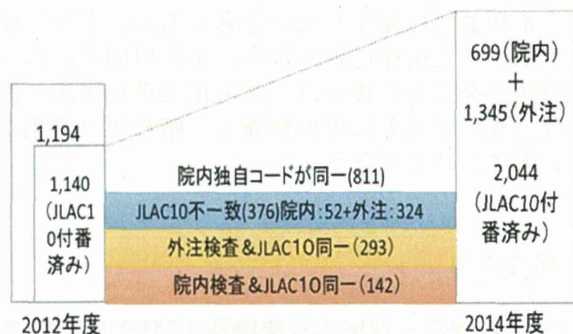 1,194
1,140
(JLAC1
0付番
済み)
2012年度
院内独自コードが同一(811)
JLAC10不一致(376)院内:52+外注:324
外注検査&JLAC10同一(293)
院内検査&JLAC10同一(142)
699(院内)
+
1,345(外注)
2,044
(JLAC10付
番済み)
2014年度